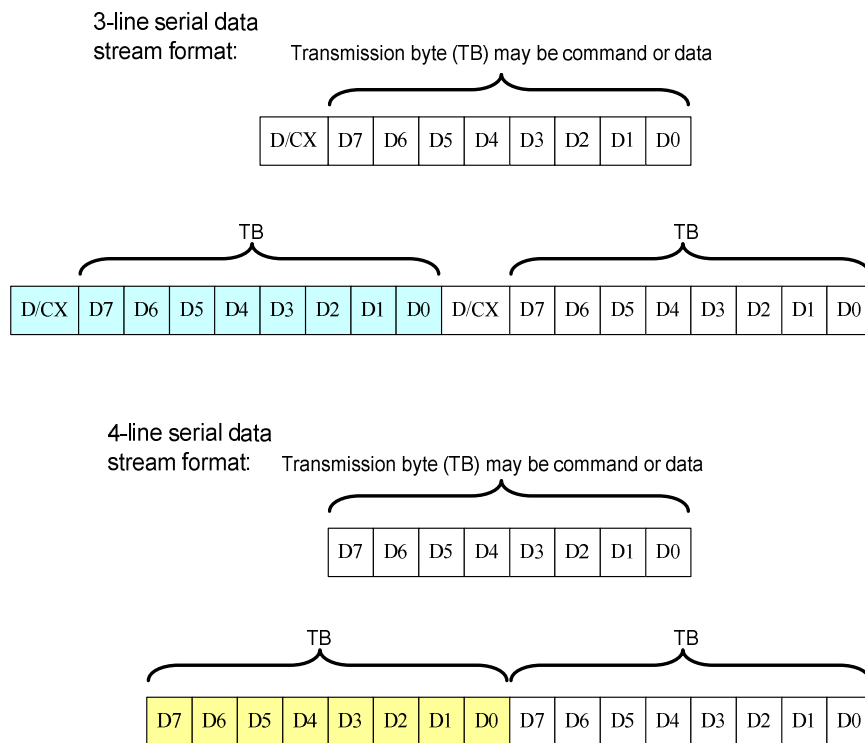 3-line serial data
stream format:
Transmission byte (TB) may be command or data
D/CX D7 D6 D5 D4 D3 D2 D1 D0
TB TB
D/CX D7 D6 D5 D4 D3 D2 D1 D0 D/CX D7 D6 D5 D4 D3 D2 D1 D0
4-line serial data
stream format:
Transmission byte (TB) may be command or data
D7 D6 D5 D4 D3 D2 D1 D0
TB TB
D7 D6 D5 D4 D3 D2 D1 D0 D7 D6 D5 D4 D3 D2 D1 D0